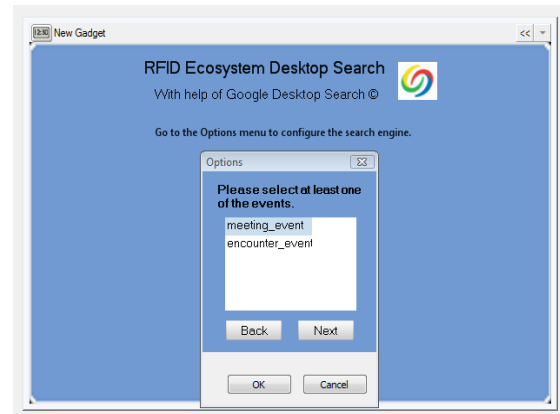 New Gadget <<
RFID Ecosystem Desktop Search
With help of Google Desktop Search ©
Go to the Options menu to configure the search engine.
Options
Please select at least one
of the events.
meeting_event
encounter_event
Back Next
OK Cancel